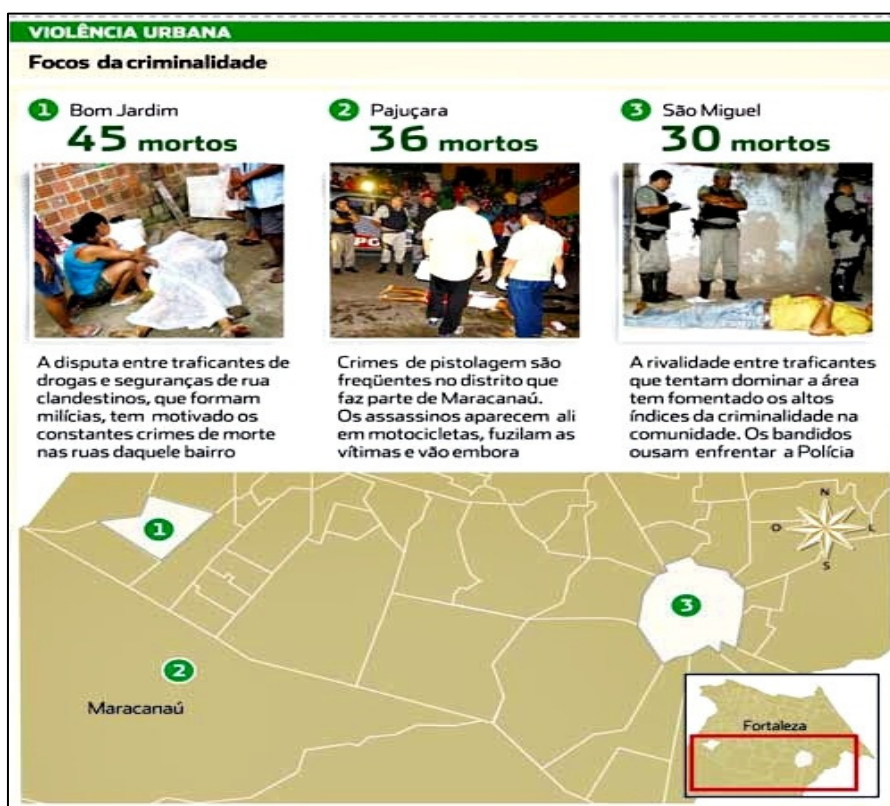 VIOLÊNCIA URBANA
Focos da criminalidade
1 Bom Jardim
45 mortos
2 Pajuçara
36 mortos
3 São Miguel
30 mortos
A disputa entre traficantes de
drogas e seguranças de rua
clandestinos, que formam
milícias, tem motivado os
constantes crimes de morte
nas ruas daquele bairro
Crimes de pistolagem são
freqüentes no distrito que
faz parte de Maracanaú.
Os assassinos aparecem ali
em motocicletas, fuzilam as
vítimas e vão embora
A rivalidade entre traficantes
que tentam dominar a área
tem fomentado os altos
índices da criminalidade na
comunidade. Os bandidos
ousam enfrentar a Polícia
1
N
O
L
S
3
2
Maracanaú
Fortaleza